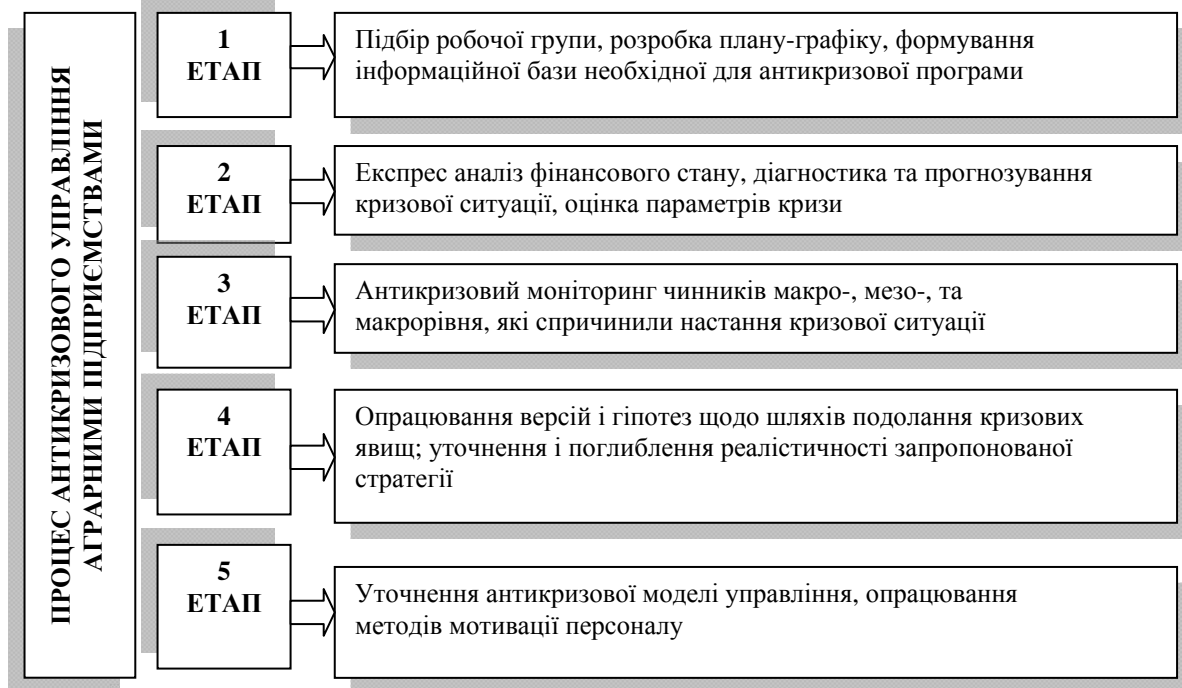 ПРОЦЕС АНТИКРИЗОВОГО УПРАВЛІННЯ
АГРАРНИМИ ПІДПРИЄМСТВАМИ
1
ЕТАП
Підбір робочої групи, розробка плану-графіку, формування
інформаційної бази необхідної для антикризової програми
2
ЕТАП
Експрес аналіз фінансового стану, діагностика та прогнозування
кризової ситуації, оцінка параметрів кризи
3
ЕТАП
Антикризовий моніторинг чинників макро-, мезо-, та
макрорівня, які спричинили настання кризової ситуації
4
ЕТАП
Опрацювання версій і гіпотез щодо шляхів подолання кризових
явищ; уточнення і поглиблення реалістичності запропонованої
стратегії
5
ЕТАП
Уточнення антикризової моделі управління, опрацювання
методів мотивації персоналу